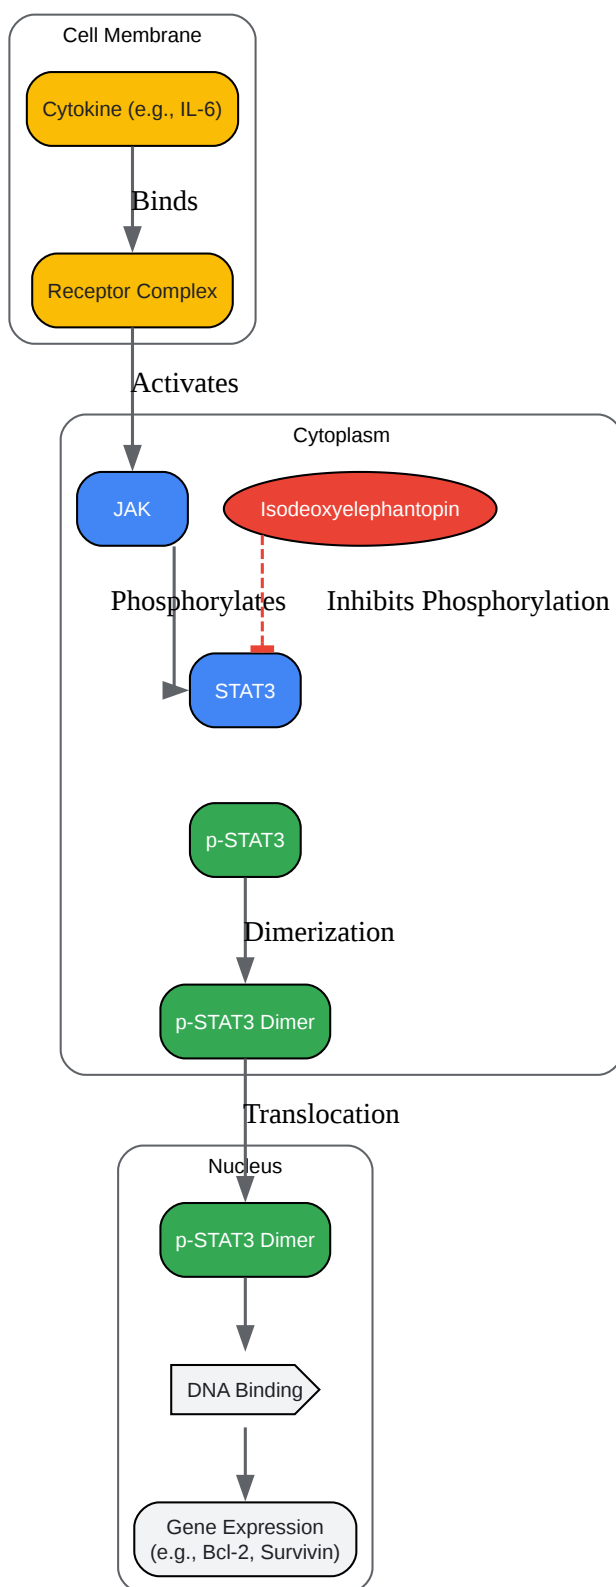 Cell Membrane
Cytokine (e.g., IL-6)
Binds
Receptor Complex
Activates
Cytoplasm
JAK
Isodeoxyelephantopin
Phosphorylates
Inhibits Phosphorylation
STAT3
p-STAT3
Dimerization
p-STAT3 Dimer
Translocation
Nucleus
p-STAT3 Dimer
DNA Binding
Gene Expression
(e.g., Bcl-2, Survivin)